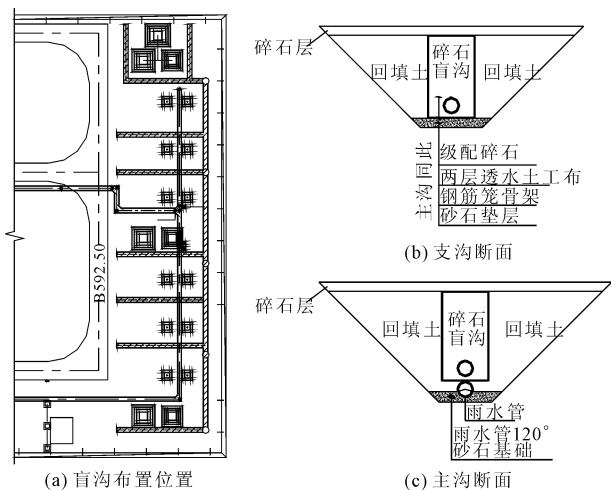 B592.50
(a) 盲沟布置位置
碎石层
碎石
盲沟
回填土
回填土
主沟同此
级配碎石
两层透水土工布
钢筋笼骨架
砂石垫层
(b) 支沟断面
碎石层
碎石
盲沟
回填土
回填土
雨水管
雨水管120°
砂石基础
(c) 主沟断面